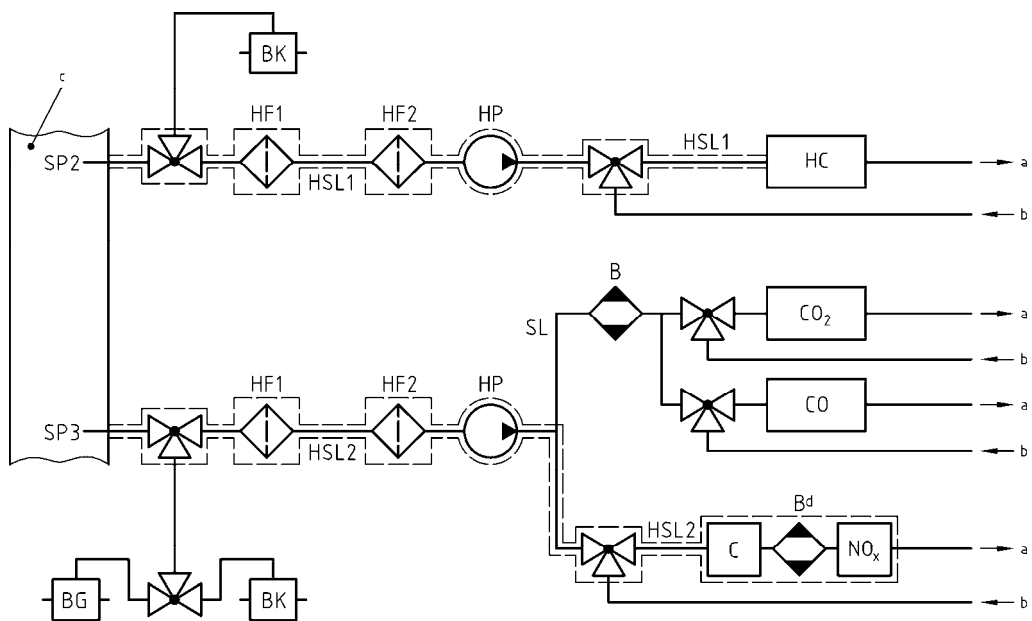 BK
c
HF1
HF2
HP
SP2
HSL1
HSL1
HC
a
b
B
SL
CO₂
a
b
HF1
HF2
HP
CO
a
SP3
HSL2
b
HSL2
Bᵈ
C
NOₓ
a
BG
BK
b